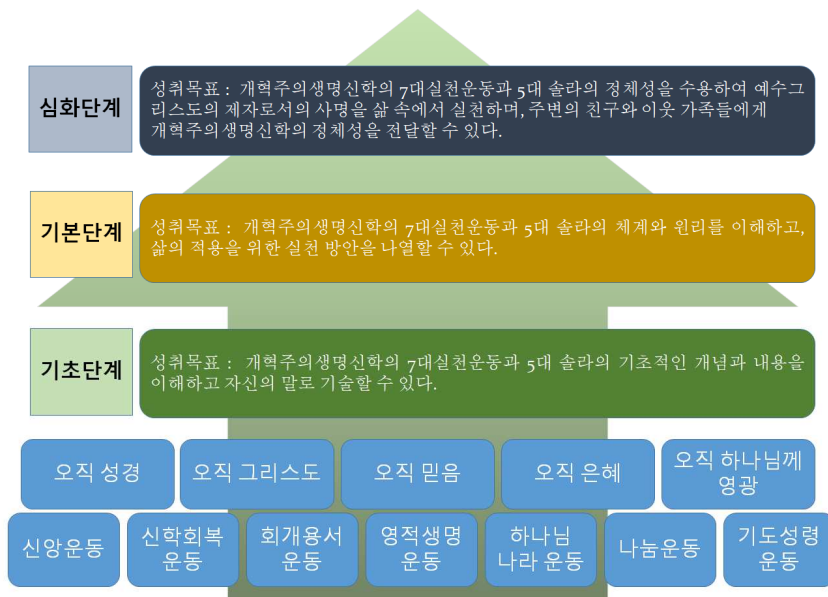 심화단계
성취목표 : 개혁주의생명신학의 7대실천운동과 5대 솔라의 정체성을 수용하여 예수그
리스도의 제자로서의 사명을 삶 속에서 실천하며, 주변의 친구와 이웃 가족들에게
개혁주의생명신학의 정체성을 전달할 수 있다.
기본단계
성취목표 : 개혁주의생명신학의 7대실천운동과 5대 솔라의 체계와 원리를 이해하고,
삶의 적용을 위한 실천 방안을 나열할 수 있다.
기초단계
성취목표 : 개혁주의생명신학의 7대실천운동과 5대 솔라의 기초적인 개념과 내용을
이해하고 자신의 말로 기술할 수 있다.
오직 성경
오직 그리스도
오직 믿음
오직 은혜
오직 하나님께
영광
신앙운동
신학회복
운동
회개용서
운동
영적생명
운동
하나님
나라 운동
나눔운동
기도성령
운동